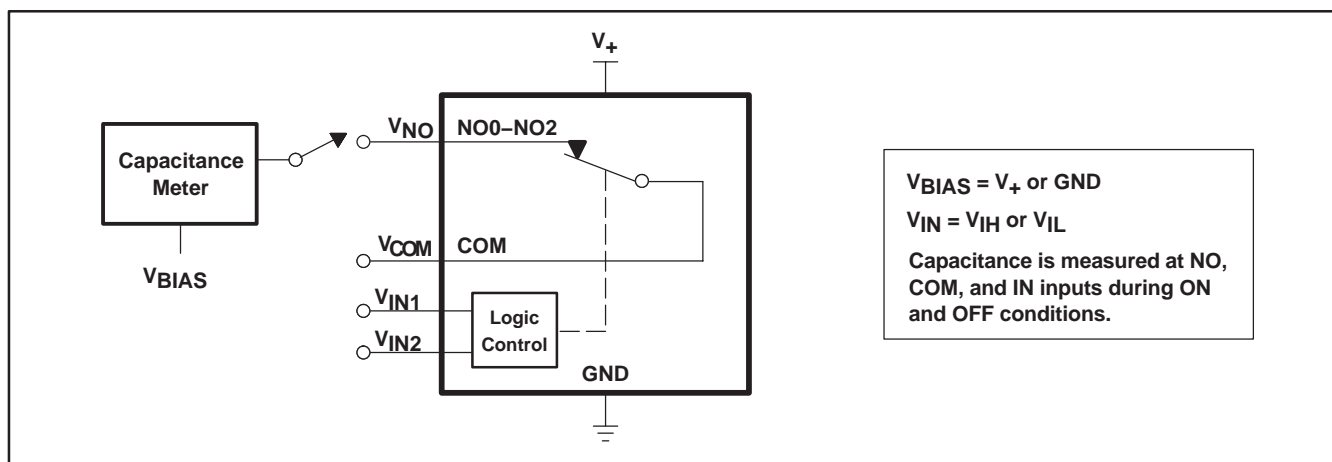 V+
VNO
NO0–NO2
Capacitance
Meter
VBIAS
VCOM
COM
VIN1
VIN2
Logic
Control
GND
VBIAS = V+ or GND
VIN = VIH or VIL
Capacitance is measured at NO,
COM, and IN inputs during ON
and OFF conditions.